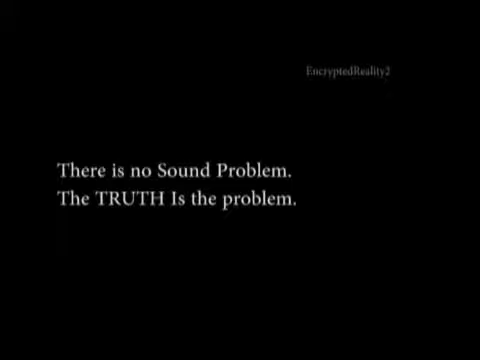 EncryptedReality2
There is no Sound Problem.
The TRUTH Is the problem.